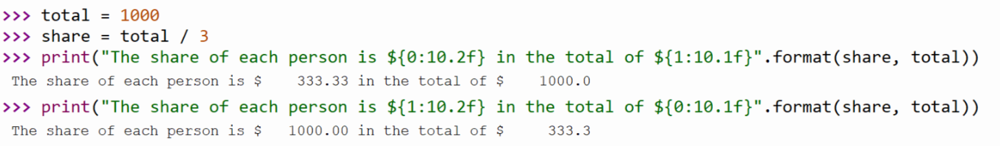 >>> total = 1000
>>> share = total / 3
>>> print("The share of each person is ${0:10.2f} in the total of ${1:10.1f}".format(share, total))
The share of each person is $    333.33 in the total of $    1000.0
>>> print("The share of each person is ${1:10.2f} in the total of ${0:10.1f}".format(share, total))
The share of each person is $   1000.00 in the total of $     333.3